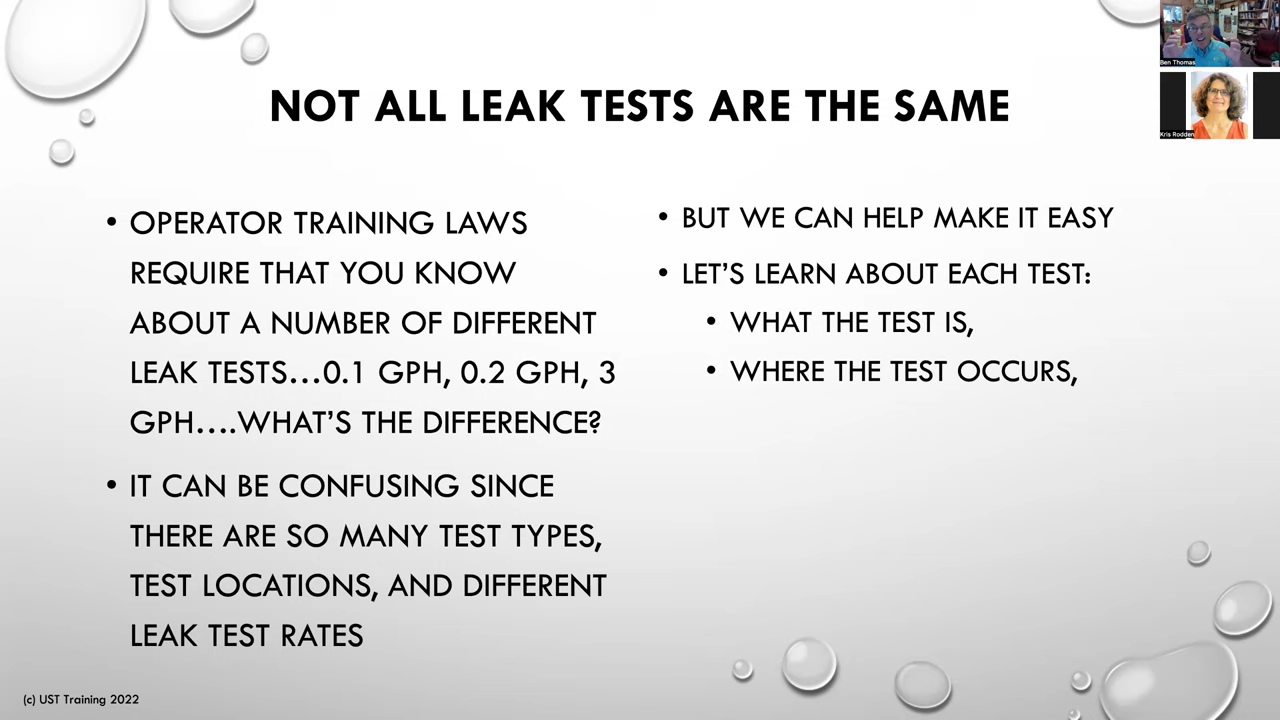 NOT ALL LEAK TESTS ARE THE SAME
• OPERATOR TRAINING LAWS
REQUIRE THAT YOU KNOW
ABOUT A NUMBER OF DIFFERENT
LEAK TESTS...0.1 GPH, 0.2 GPH, 3
GPH....WHAT'S THE DIFFERENCE?
• IT CAN BE CONFUSING SINCE
THERE ARE SO MANY TEST TYPES,
TEST LOCATIONS, AND DIFFERENT
LEAK TEST RATES
• BUT WE CAN HELP MAKE IT EASY
• LET'S LEARN ABOUT EACH TEST:
• WHAT THE TEST IS,
• WHERE THE TEST OCCURS,
(c) UST Training 2022
Ben Thomas
Kris Rodden